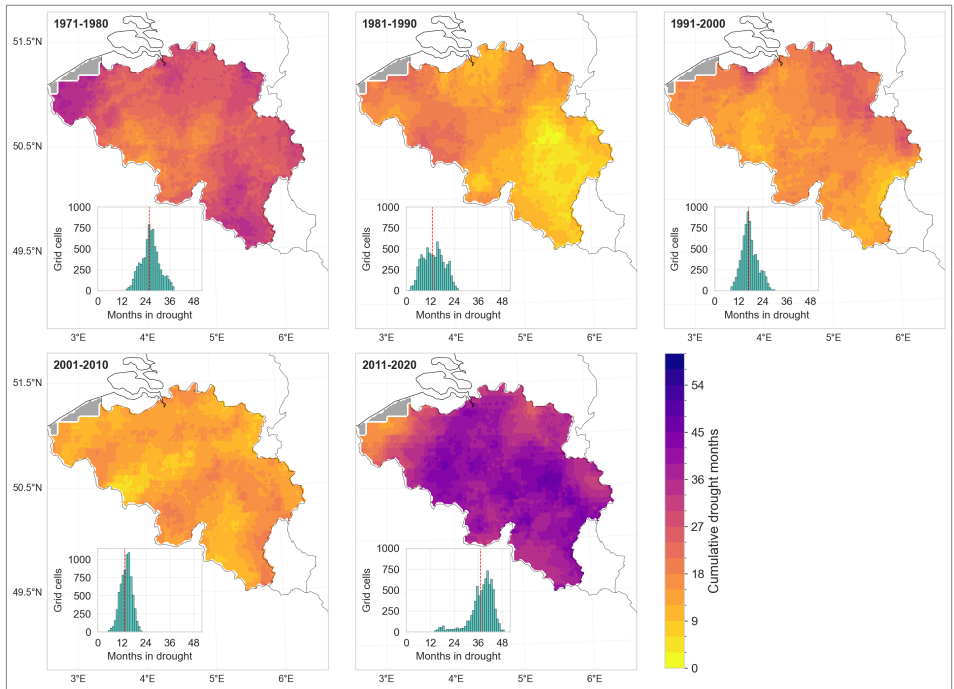 1971-1980
1981-1990
1991-2000
51.5°N
50.5°N
49.5°N
1000
750
500
250
0
Grid cells
0 12 24 36 48
Months in drought
1000
750
500
250
0
Grid cells
0 12 24 36 48
Months in drought
1000
750
500
250
0
Grid cells
0 12 24 36 48
Months in drought
3°E 4°E 5°E 6°E
3°E 4°E 5°E 6°E
3°E 4°E 5°E 6°E
2001-2010
2011-2020
51.5°N
50.5°N
49.5°N
1000
750
500
250
0
Grid cells
0 12 24 36 48
Months in drought
1000
750
500
250
0
Grid cells
0 12 24 36 48
Months in drought
3°E 4°E 5°E 6°E
3°E 4°E 5°E 6°E
54
45
36
27
18
9
0
Cumulative drought months